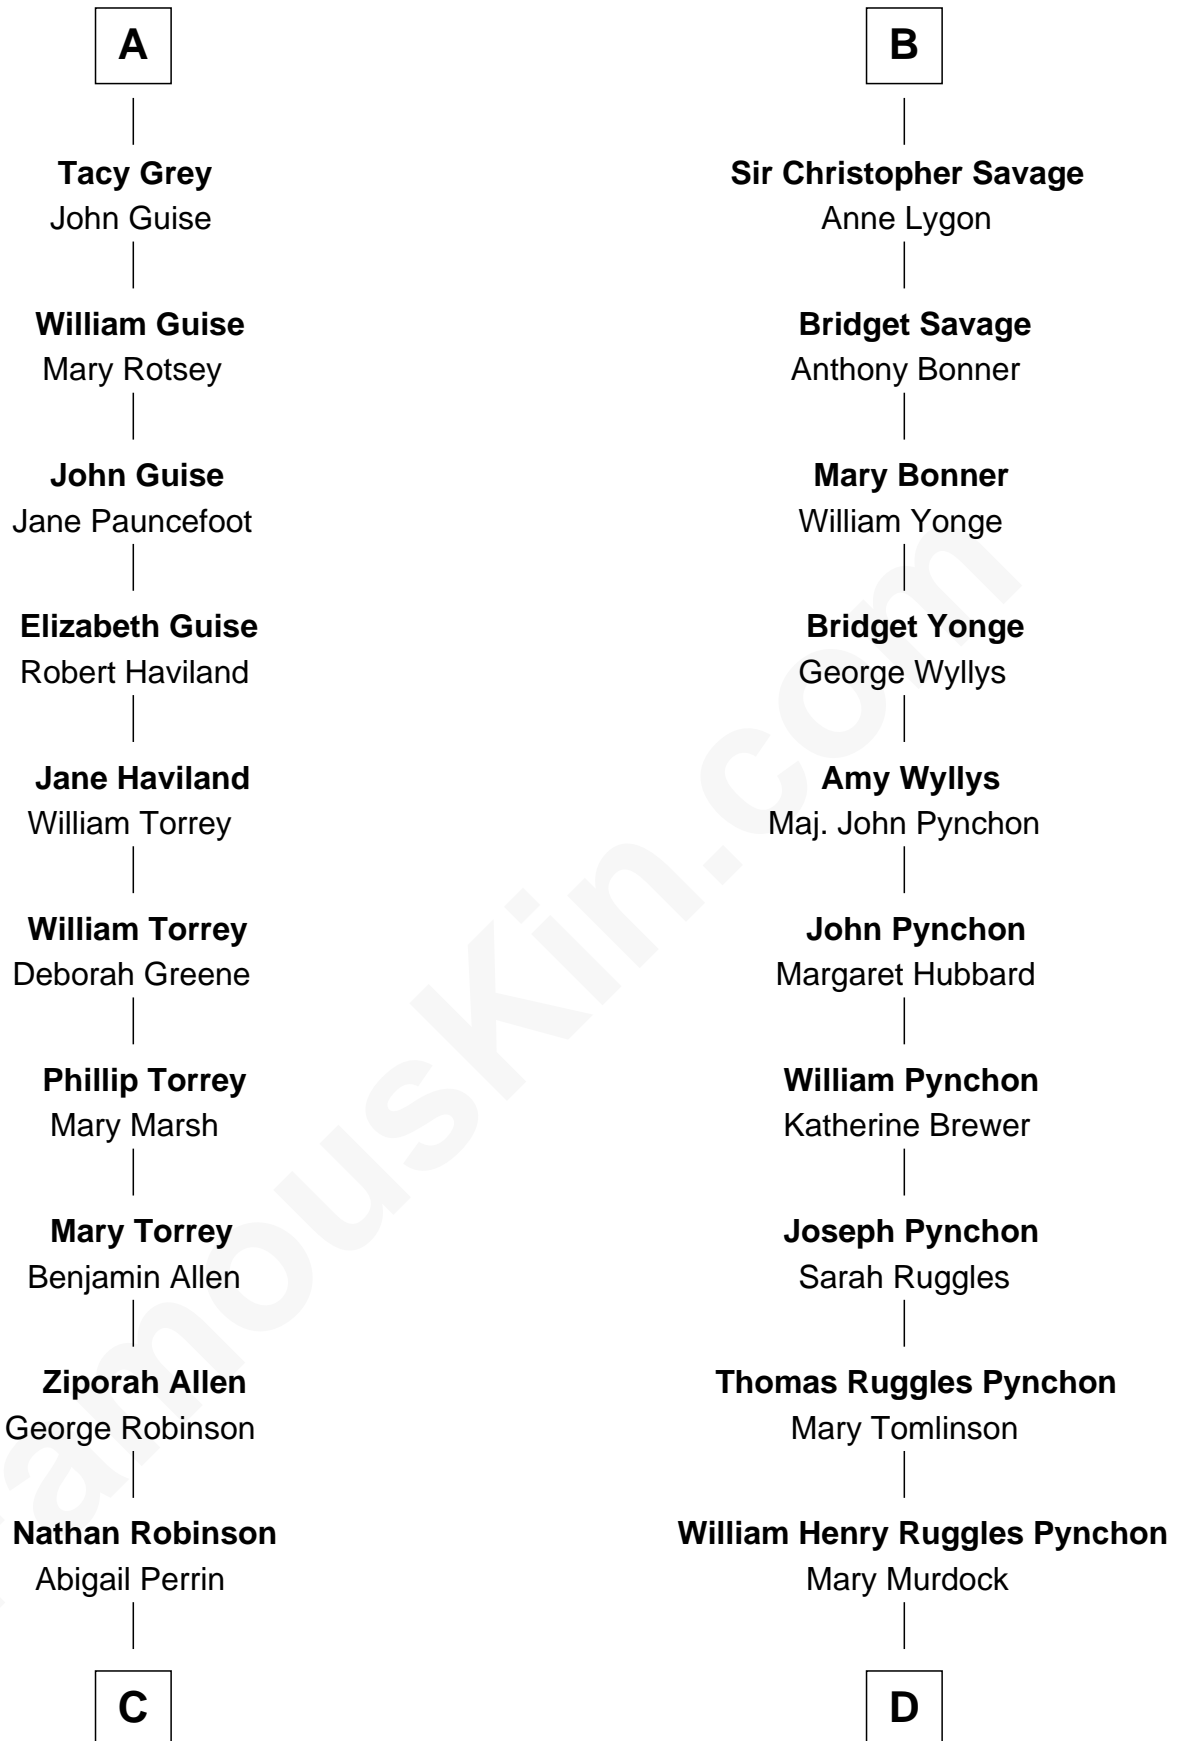 A
Tacy Grey
John Guise
William Guise
Mary Rotsey
John Guise
Jane Pauncefoot
Elizabeth Guise
Robert Haviland
Jane Haviland
William Torrey
William Torrey
Deborah Greene
Phillip Torrey
Mary Marsh
Mary Torrey
Benjamin Allen
Ziporah Allen
George Robinson
Nathan Robinson
Abigail Perrin
C
B
Sir Christopher Savage
Anne Lygon
Bridget Savage
Anthony Bonner
Mary Bonner
William Yonge
Bridget Yonge
George Wyllys
Amy Wyllys
Maj. John Pynchon
John Pynchon
Margaret Hubbard
William Pynchon
Katherine Brewer
Joseph Pynchon
Sarah Ruggles
Thomas Ruggles Pynchon
Mary Tomlinson
William Henry Ruggles Pynchon
Mary Murdock
D
FamousKin.com